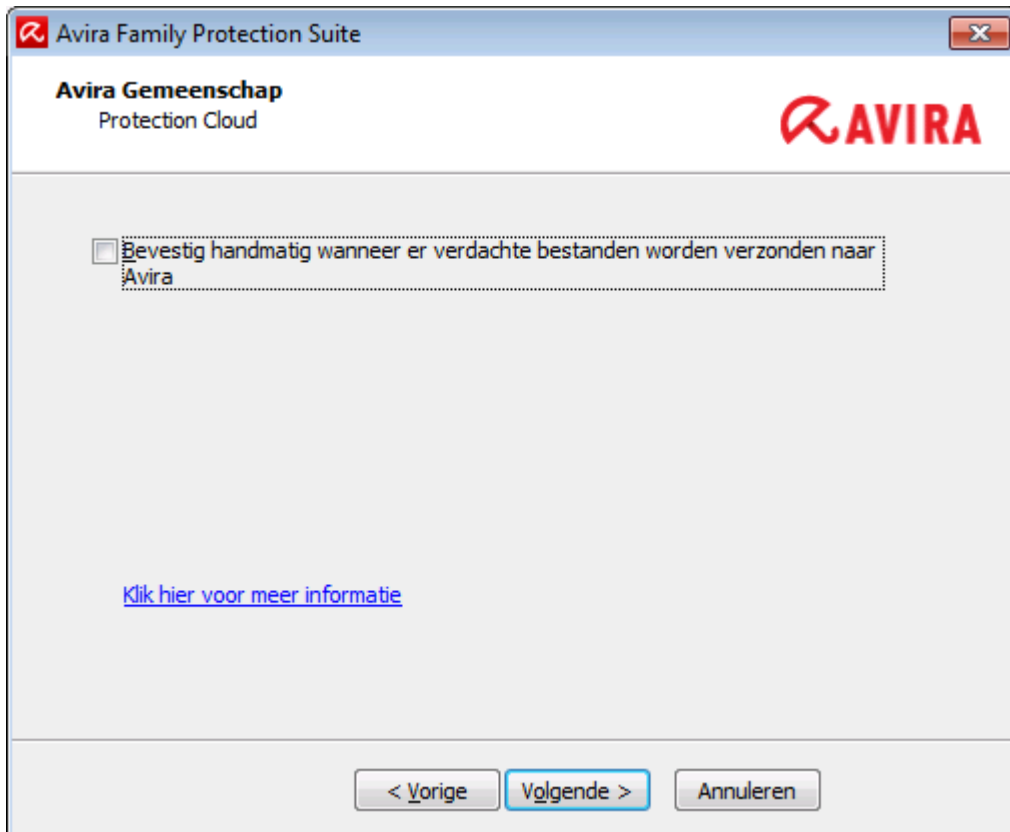 Avira Family Protection Suite
Avira Gemeenschap
Protection Cloud
AVIRA
Bevestig handmatig wanneer er verdachte bestanden worden verzonden naar
Avira
Klik hier voor meer informatie
< Vorige
Volgende >
Annuleren